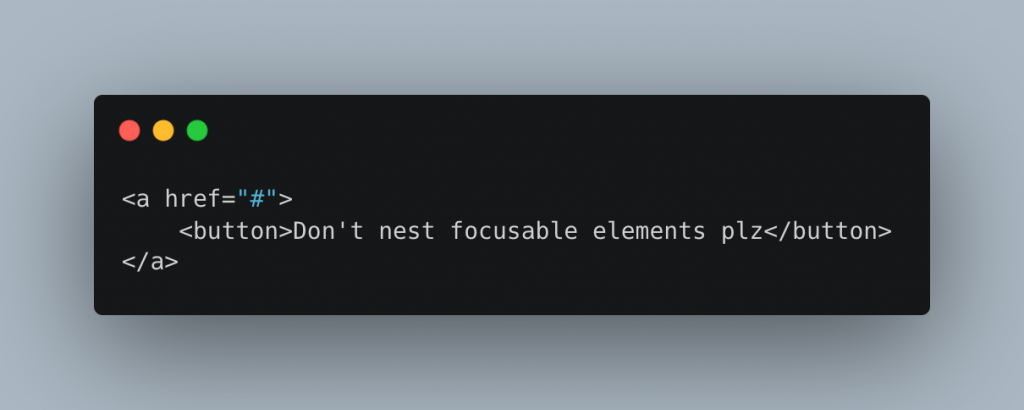 <a href="#">
    <button>Don't nest focusable elements plz</button>
</a>